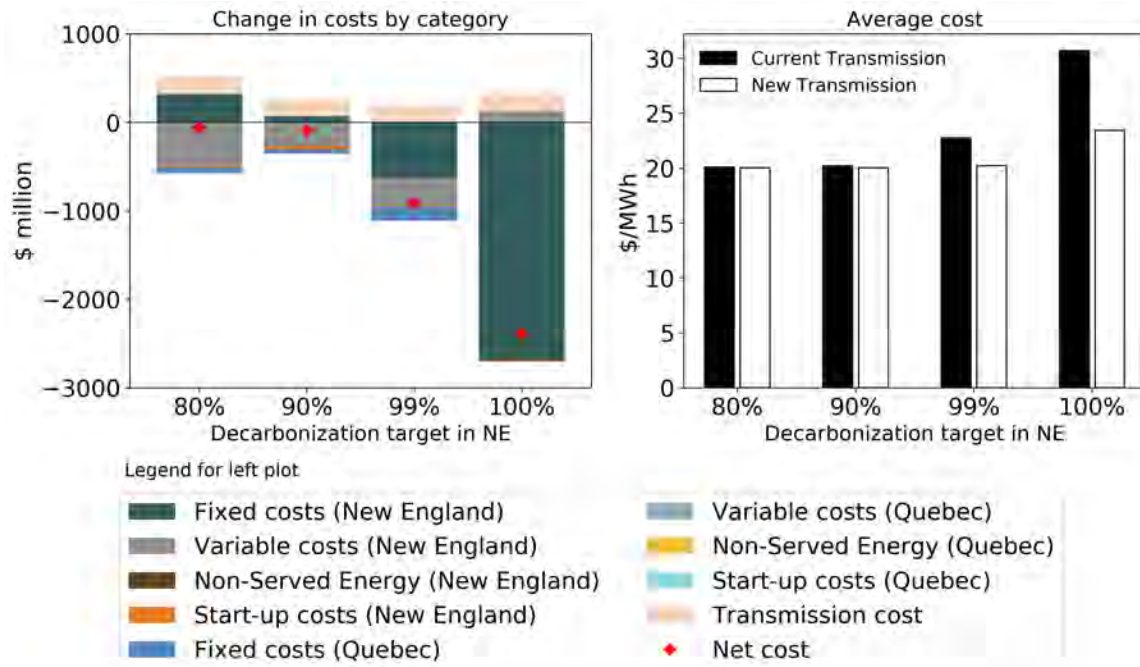 Change in costs by category
1000
0
−1000
−2000
−3000
$ million
80%
90%
99%
100%
Decarbonization target in NE
Average cost
Current Transmission
New Transmission
30
25
20
15
10
5
0
$/MWh
80%
90%
99%
100%
Decarbonization target in NE
Legend for left plot
Fixed costs (New England)
Variable costs (New England)
Non-Served Energy (New England)
Start-up costs (New England)
Fixed costs (Quebec)
Variable costs (Quebec)
Non-Served Energy (Quebec)
Start-up costs (Quebec)
Transmission cost
Net cost